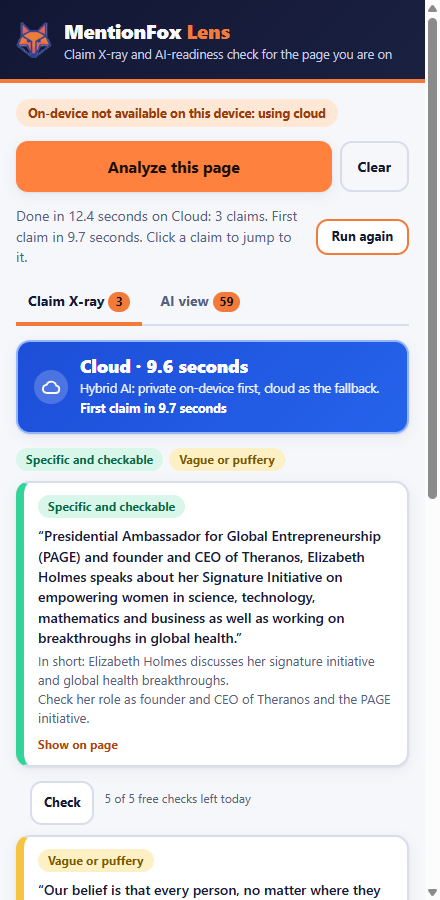 MentionFox Lens
Claim X-ray and AI-readiness check for the page you are on
On-device not available on this device: using cloud
Analyze this page
Clear
Done in 12.4 seconds on Cloud: 3 claims. First
claim in 9.7 seconds. Click a claim to jump to
it.
Run again
Claim X-ray 3
AI view 59
Cloud · 9.6 seconds
Hybrid AI: private on-device first, cloud as the fallback.
First claim in 9.7 seconds
Specific and checkable
Vague or puffery
Specific and checkable
“Presidential Ambassador for Global Entrepreneurship
(PAGE) and founder and CEO of Theranos, Elizabeth
Holmes speaks about her Signature Initiative on
empowering women in science, technology,
mathematics and business as well as working on
breakthroughs in global health.”
In short: Elizabeth Holmes discusses her signature initiative
and global health breakthroughs.
Check her role as founder and CEO of Theranos and the PAGE
initiative.
Show on page
Check
5 of 5 free checks left today
Vague or puffery
“Our belief is that every person, no matter where they